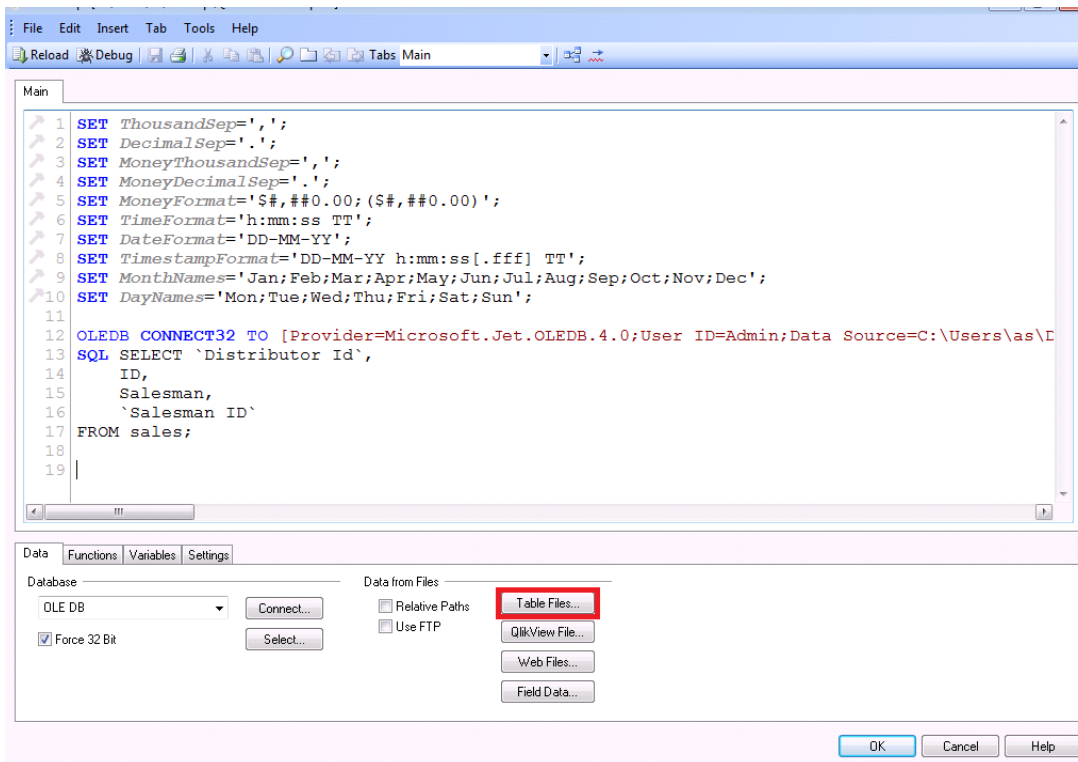 File Edit Insert Tab Tools Help
Reload Debug Tabs Main
Main
1 SET ThousandSep=',';
2 SET DecimalSep='.';
3 SET MoneyThousandSep=',';
4 SET MoneyDecimalSep='.';
5 SET MoneyFormat='$#,##0.00;($#,##0.00)';
6 SET TimeFormat='h:mm:ss TT';
7 SET DateFormat='DD-MM-YY';
8 SET TimestampFormat='DD-MM-YY h:mm:ss[.fff] TT';
9 SET MonthNames='Jan;Feb;Mar;Apr;May;Jun;Jul;Aug;Sep;Oct;Nov;Dec';
10 SET DayNames='Mon;Tue;Wed;Thu;Fri;Sat;Sun';
11
12 OLEDB CONNECT32 TO [Provider=Microsoft.Jet.OLEDB.4.0;User ID=Admin;Data Source=C:\Users\as\D
13 SQL SELECT `Distributor Id`,
14 ID,
15 Salesman,
16 `Salesman ID`
17 FROM sales;
18
19
Data Functions Variables Settings
Database Data from Files
OLE DB Connect... Relative Paths Table Files...
Force 32 Bit Select... Use FTP QlikView File...
Web Files...
Field Data...
OK Cancel Help